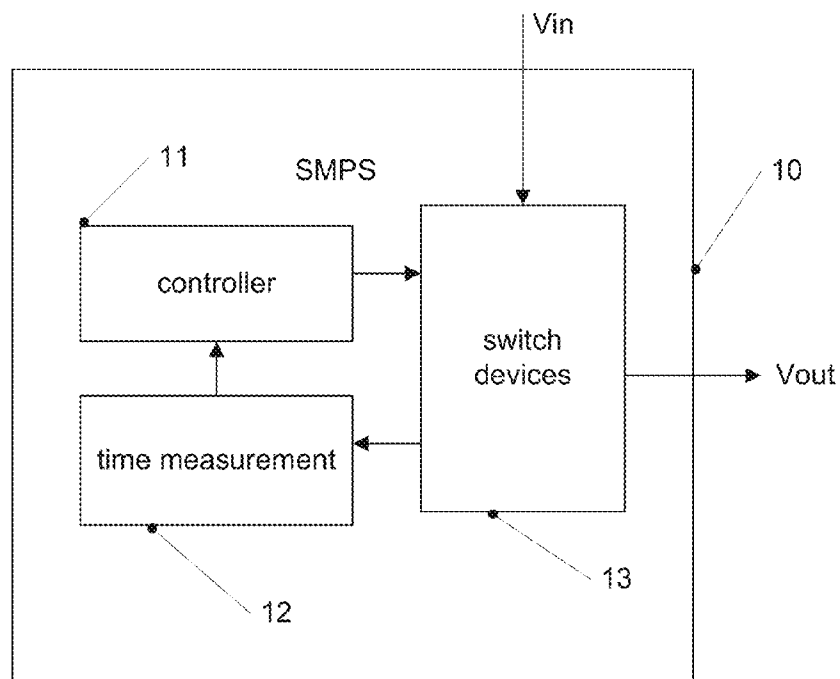 Vin
11
SMPS
10
controller
switch
devices
Vout
time measurement
13
12